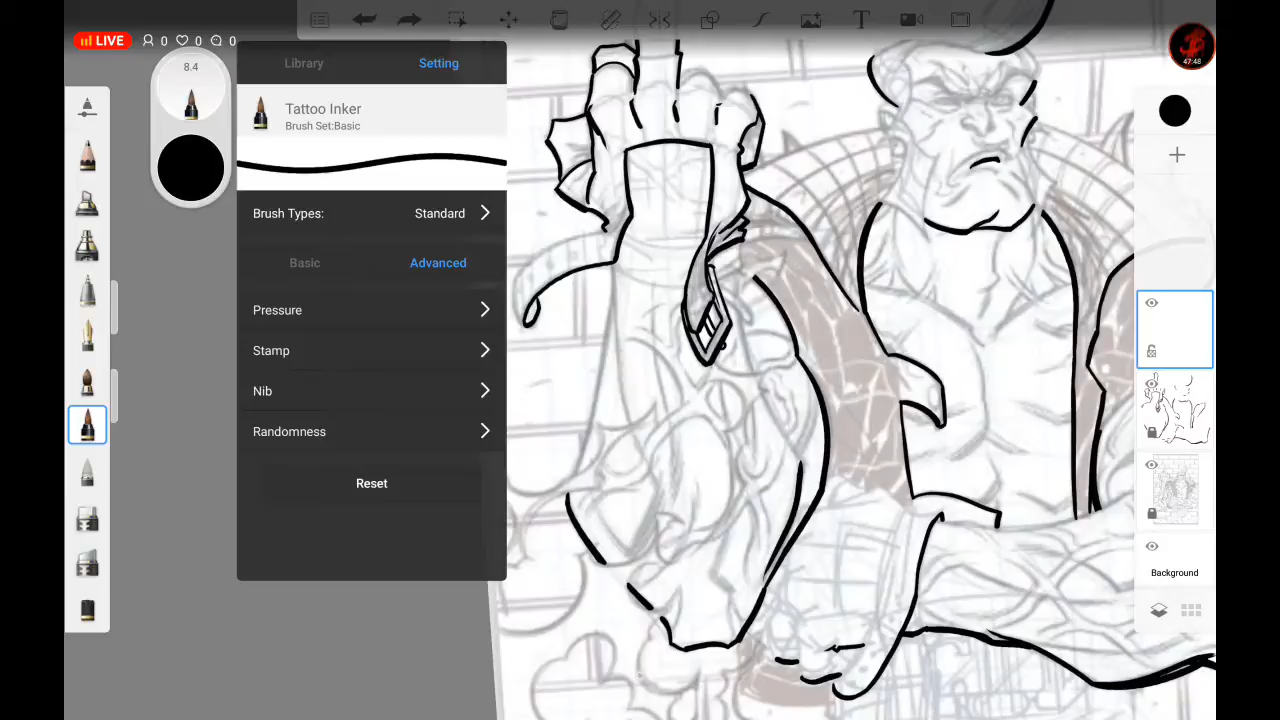 LIVE 0 0 0
47:48
8.4
Library Setting
Tattoo Inker
Brush Set:Basic
Brush Types: Standard
Basic Advanced
Pressure
Stamp
Nib
Randomness
Reset
T
Background